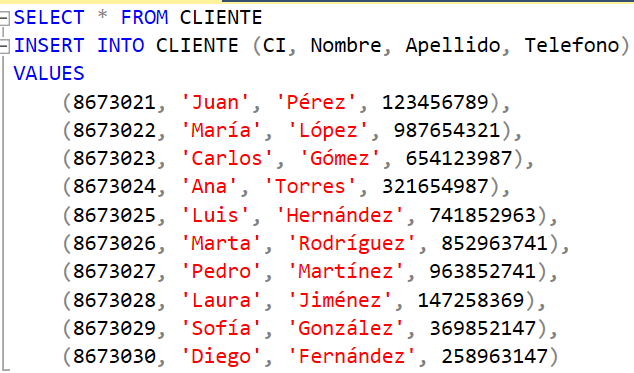 SELECT * FROM CLIENTE
INSERT INTO CLIENTE (CI, Nombre, Apellido, Telefono)
VALUES
(8673021, 'Juan', 'Pérez', 123456789),
(8673022, 'María', 'López', 987654321),
(8673023, 'Carlos', 'Gómez', 654123987),
(8673024, 'Ana', 'Torres', 321654987),
(8673025, 'Luis', 'Hernández', 741852963),
(8673026, 'Marta', 'Rodríguez', 852963741),
(8673027, 'Pedro', 'Martínez', 963852741),
(8673028, 'Laura', 'Jiménez', 147258369),
(8673029, 'Sofía', 'González', 369852147),
(8673030, 'Diego', 'Fernández', 258963147)